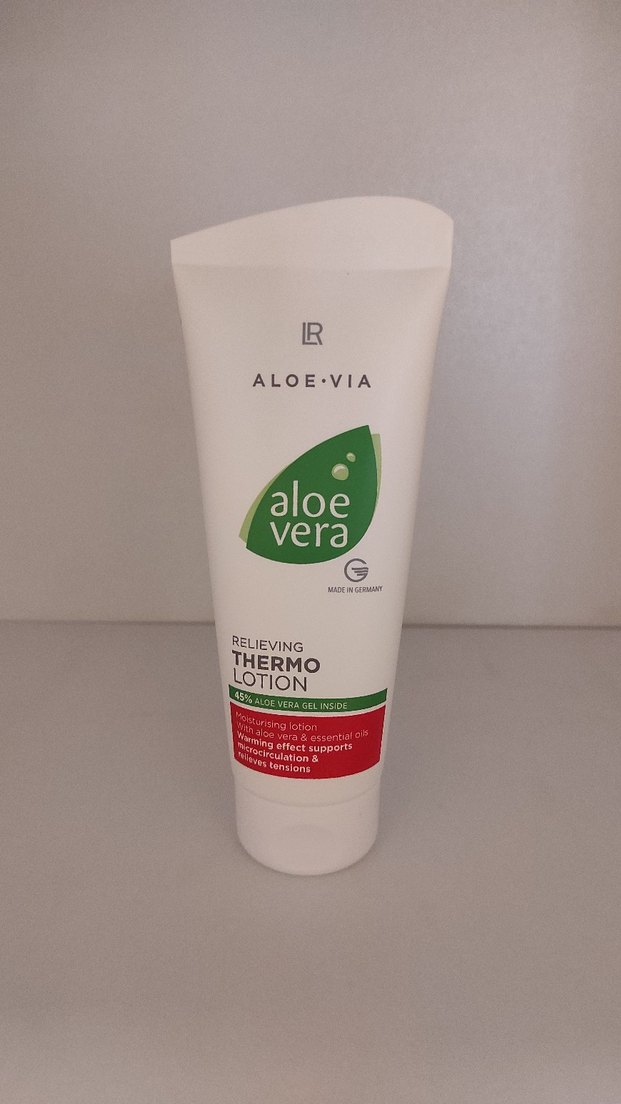 LR
ALOE•VIA
aloe
vera
MADE IN GERMANY
RELIEVING
THERMO
LOTION
45% ALOE VERA GEL INSIDE
Moisturising lotion
With aloe vera & essential oils
Warming effect supports
microcirculation &
relieves tensions